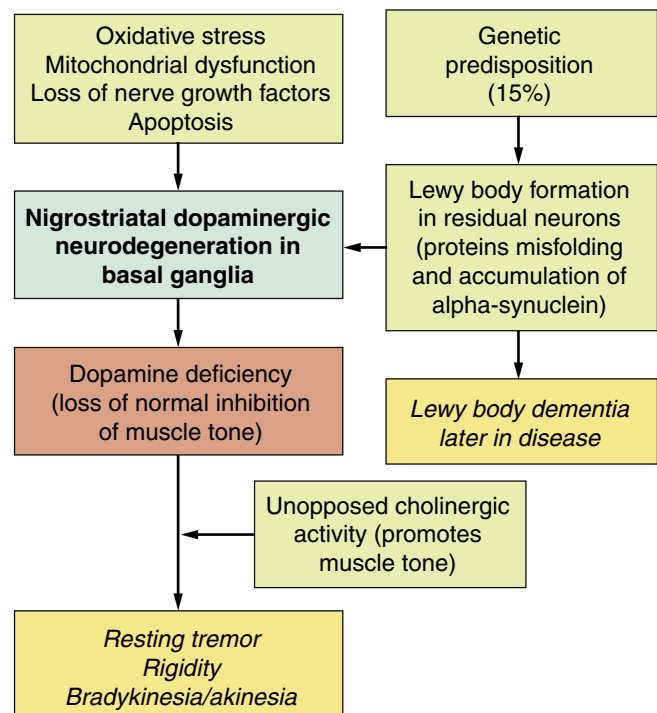 Oxidative stress
Mitochondrial dysfunction
Loss of nerve growth factors
Apoptosis
Genetic
predisposition
(15%)
Nigrostriatal dopaminergic
neurodegeneration in
basal ganglia
Lewy body formation
in residual neurons
(proteins misfolding
and accumulation of
alpha-synuclein)
Dopamine deficiency
(loss of normal inhibition
of muscle tone)
Lewy body dementia
later in disease
Unopposed cholinergic
activity (promotes
muscle tone)
Resting tremor
Rigidity
Bradykinesia/akinesia